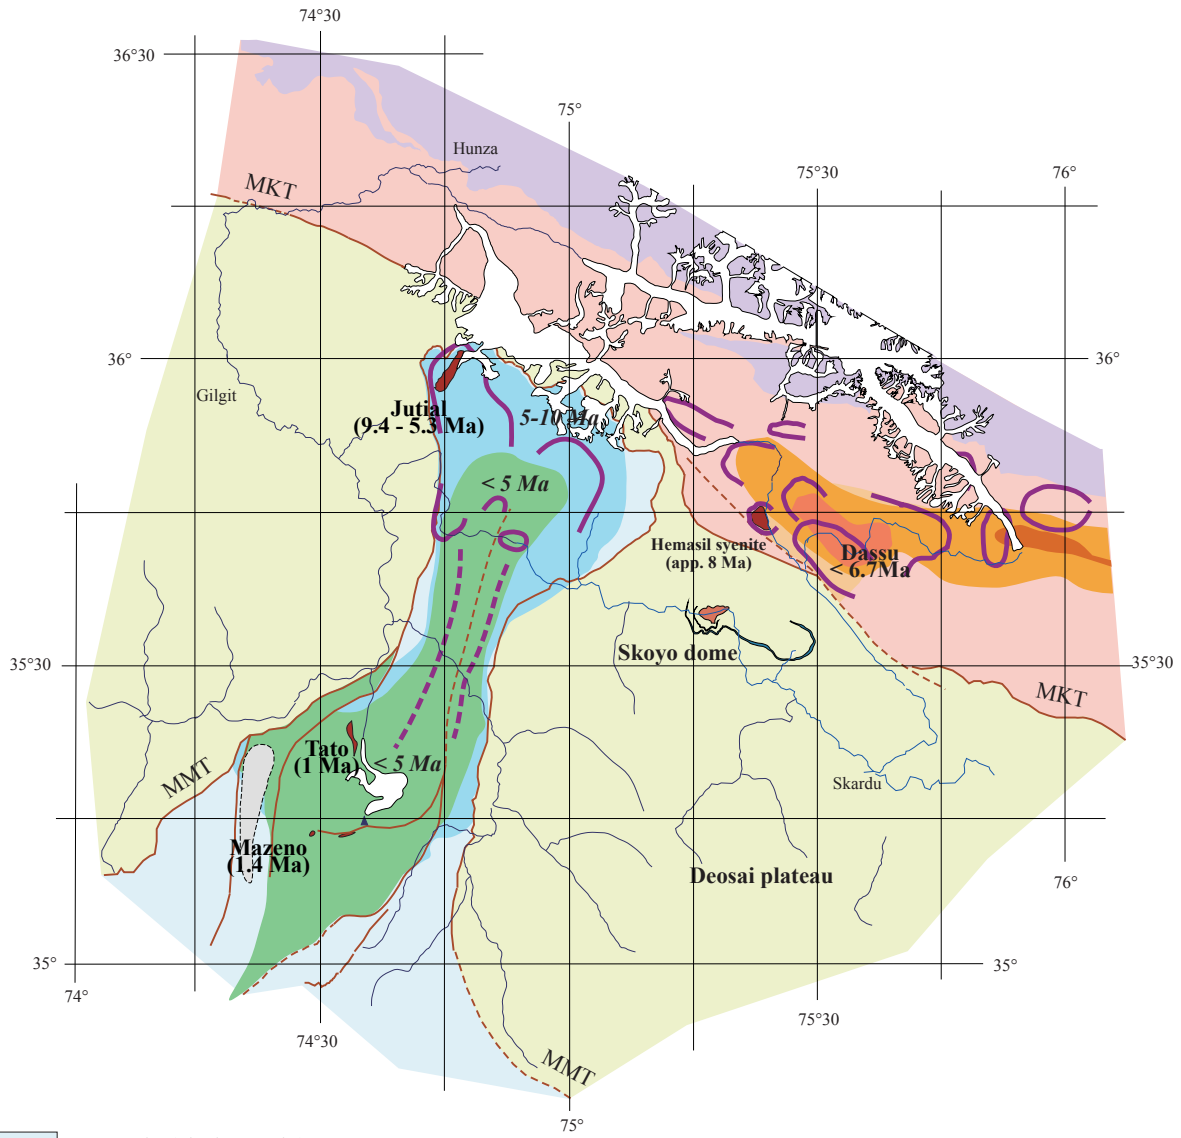 74°30
36°30
75°
Hunza
75°30
76°
MKT
36°
36°
Gilgit
Jutial
(9.4 - 5.3 Ma)
5-10 Ma
< 5 Ma
Hemasil syenite
(app. 8 Ma)
Dassu
< 6.7Ma
Skoyo dome
35°30
35°30
MKT
MMT
Tato
(1 Ma)
< 5 Ma
Skardu
Mazeno
(1.4 Ma)
Deosai plateau
76°
35°
35°
74°
75°30
74°30
MMT
75°